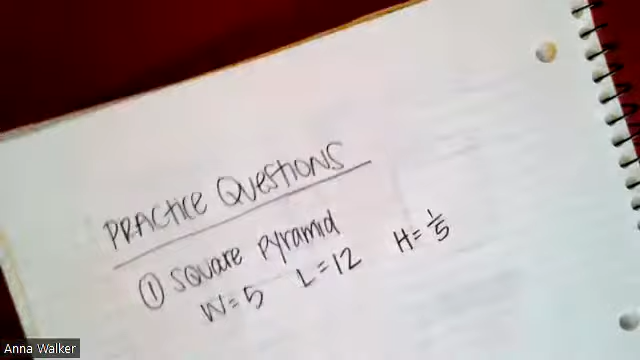 PRACTICE QUESTIONS
① SQUARE PYRAMID
W=5 L=12 H=1/5
Anna Walker